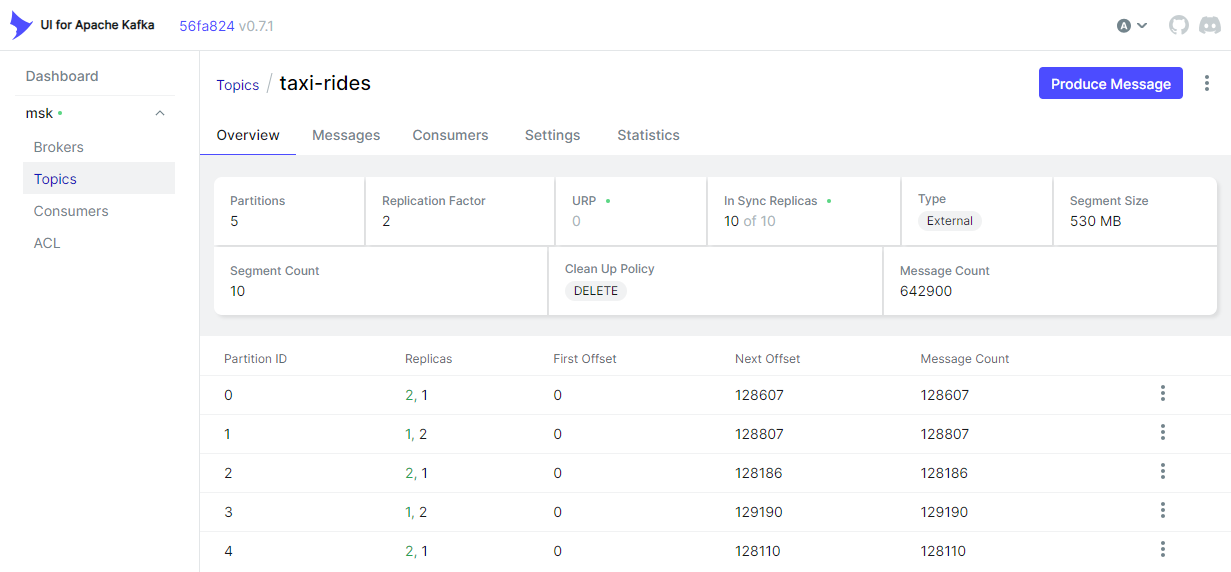 UI for Apache Kafka 56fa824 v0.7.1 A
Dashboard
msk
Brokers
Topics
Consumers
ACL
Topics / taxi-rides Produce Message
Overview Messages Consumers Settings Statistics
Partitions Replication Factor URP In Sync Replicas Type Segment Size
5 2 0 10 of 10 External 530 MB
Segment Count Clean Up Policy Message Count
10 DELETE 642900
Partition ID Replicas First Offset Next Offset Message Count
0 2, 1 0 128607 128607
1 1, 2 0 128807 128807
2 2, 1 0 128186 128186
3 1, 2 0 129190 129190
4 2, 1 0 128110 128110